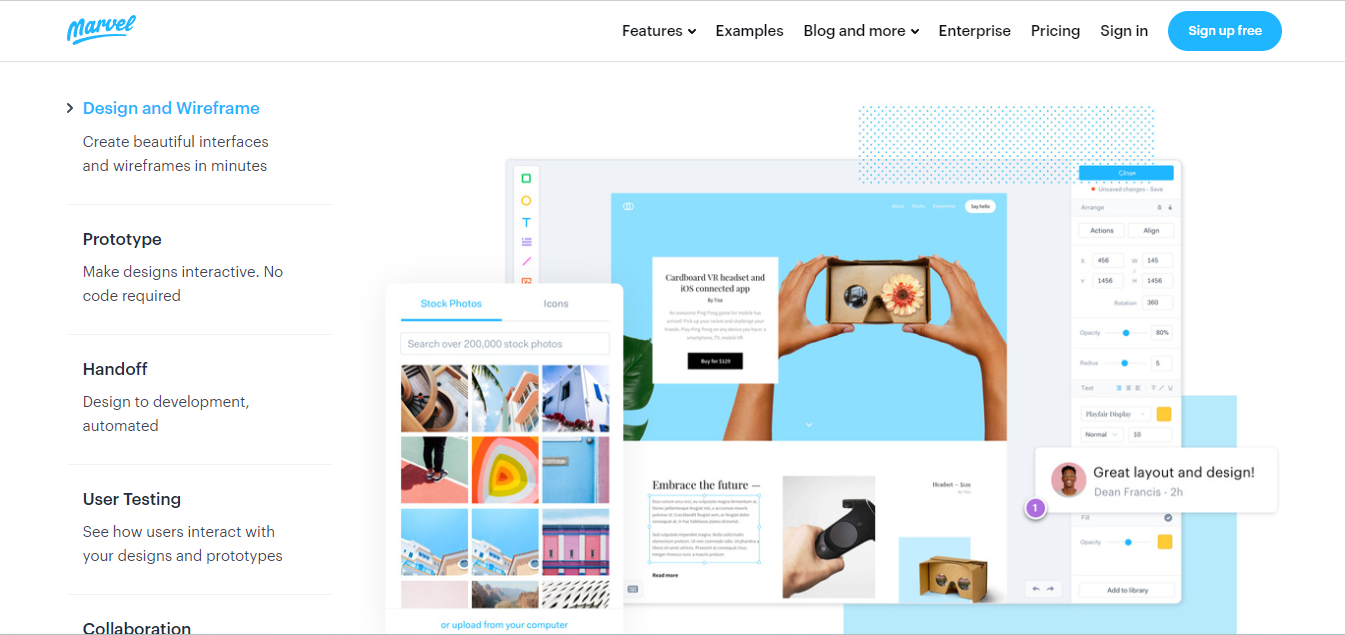 Marvel
Features
Examples
Blog and more
Enterprise
Pricing
Sign in
Sign up free
Design and Wireframe
Create beautiful interfaces
and wireframes in minutes
Prototype
Make designs interactive. No
code required
Handoff
Design to development,
automated
User Testing
See how users interact with
your designs and prototypes
Collaboration
T
Stock Photos
Icons
Search over 200,000 stock photos
or upload from your computer
Say hello
Cardboard VR headset and
iOS connected app
By Tisa
Buy for $129
Embrace the future —
Read more
Headset — $129
Close
Unsaved changes - Save
Arrange
Actions
Align
X 456 W 145
Y 1456 H 1456
Rotation 360
Opacity 80%
Radius 5
Text
Playfair Display
Normal 10
Great layout and design!
Dean Francis - 2h
1
Fill
Opacity
Add to library